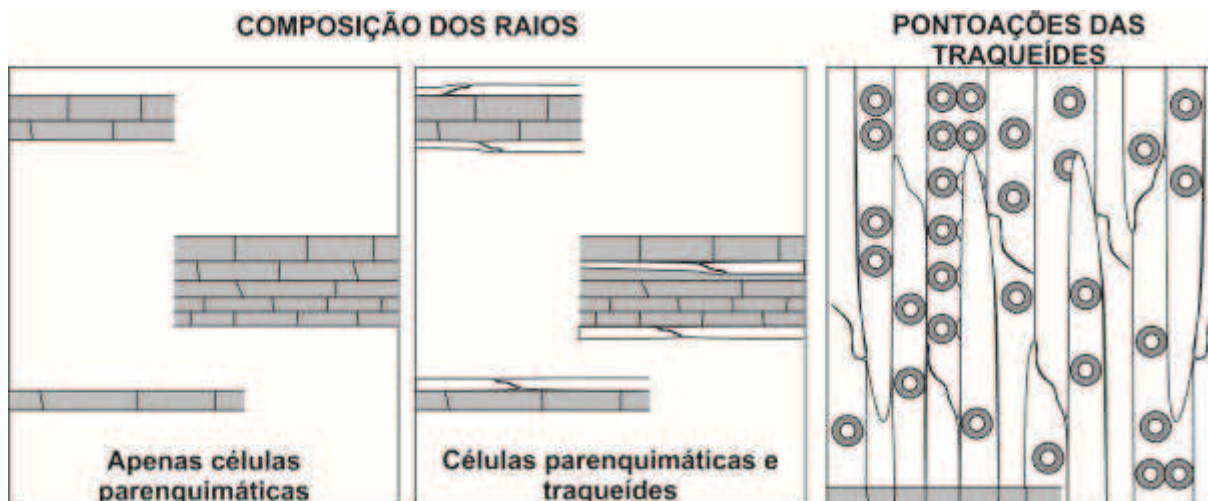 COMPOSIÇÃO DOS RAIOS
PONTOAÇÕES DAS
TRAQUEÍDES
Apenas células
parenquimáticas
Células parenquimáticas e
traqueídes